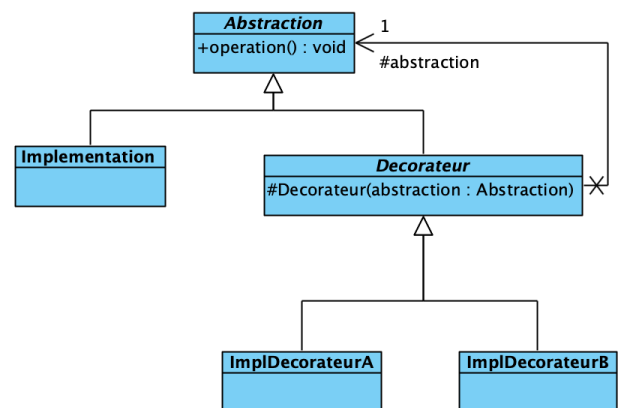 Abstraction
+operation() : void
1
#abstraction
Implementation
Decorateur
#Decorateur(abstraction : Abstraction)
ImplDecorateurA
ImplDecorateurB